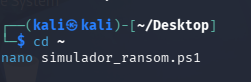 ┌──(kali㉿kali)-[~/Desktop]
└─$ cd ~
nano simulador_ransom.ps1